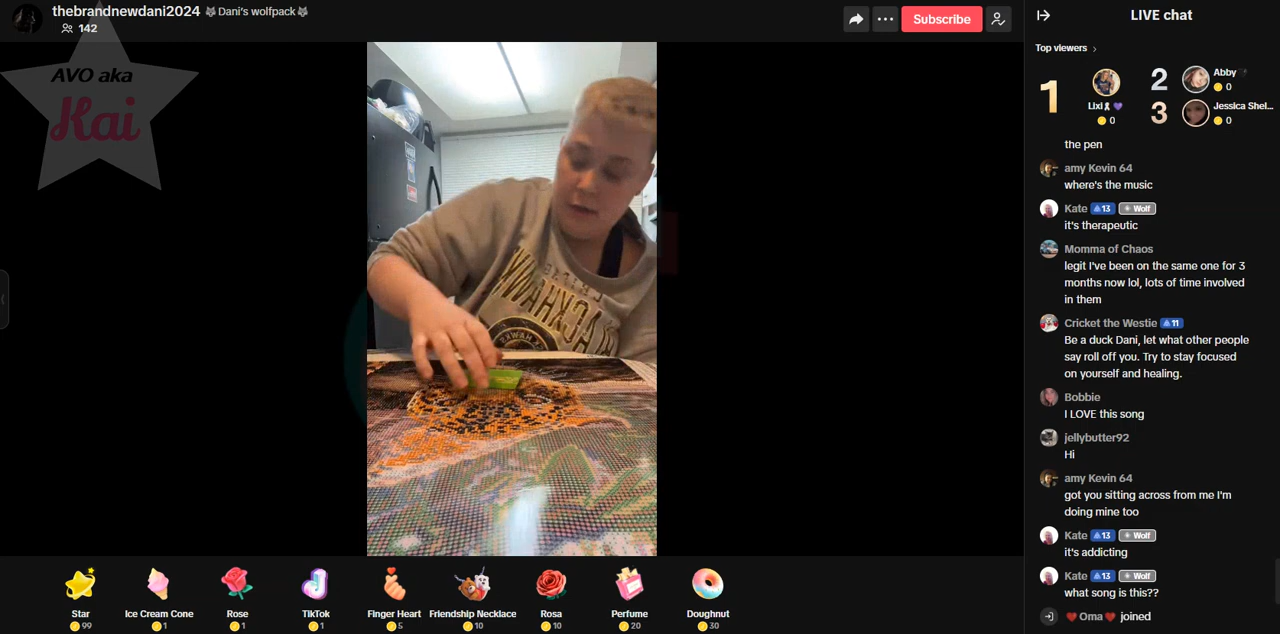 thebrandnewdani2024 🐺Dani's wolfpack🐺
142
Subscribe
AVO aka
Kai
LIVE chat
Top viewers
1
Lixi🎗💜
0
2
Abby
0
3
Jessica Shel...
0
the pen
amy Kevin 64
where's the music
Kate 13 Wolf
it's therapeutic
Momma of Chaos
legit I've been on the same one for 3
months now lol, lots of time involved
in them
Cricket the Westie 11
Be a duck Dani, let what other people
say roll off you. Try to stay focused
on yourself and healing.
Bobbie
I LOVE this song
jellybutter92
Hi
amy Kevin 64
got you sitting across from me I'm
doing mine too
Kate 13 Wolf
it's addicting
Kate 13 Wolf
what song is this??
❤️Oma❤️ joined
Star
99
Ice Cream Cone
1
Rose
1
TikTok
1
Finger Heart
5
Friendship Necklace
10
Rosa
10
Perfume
20
Doughnut
30